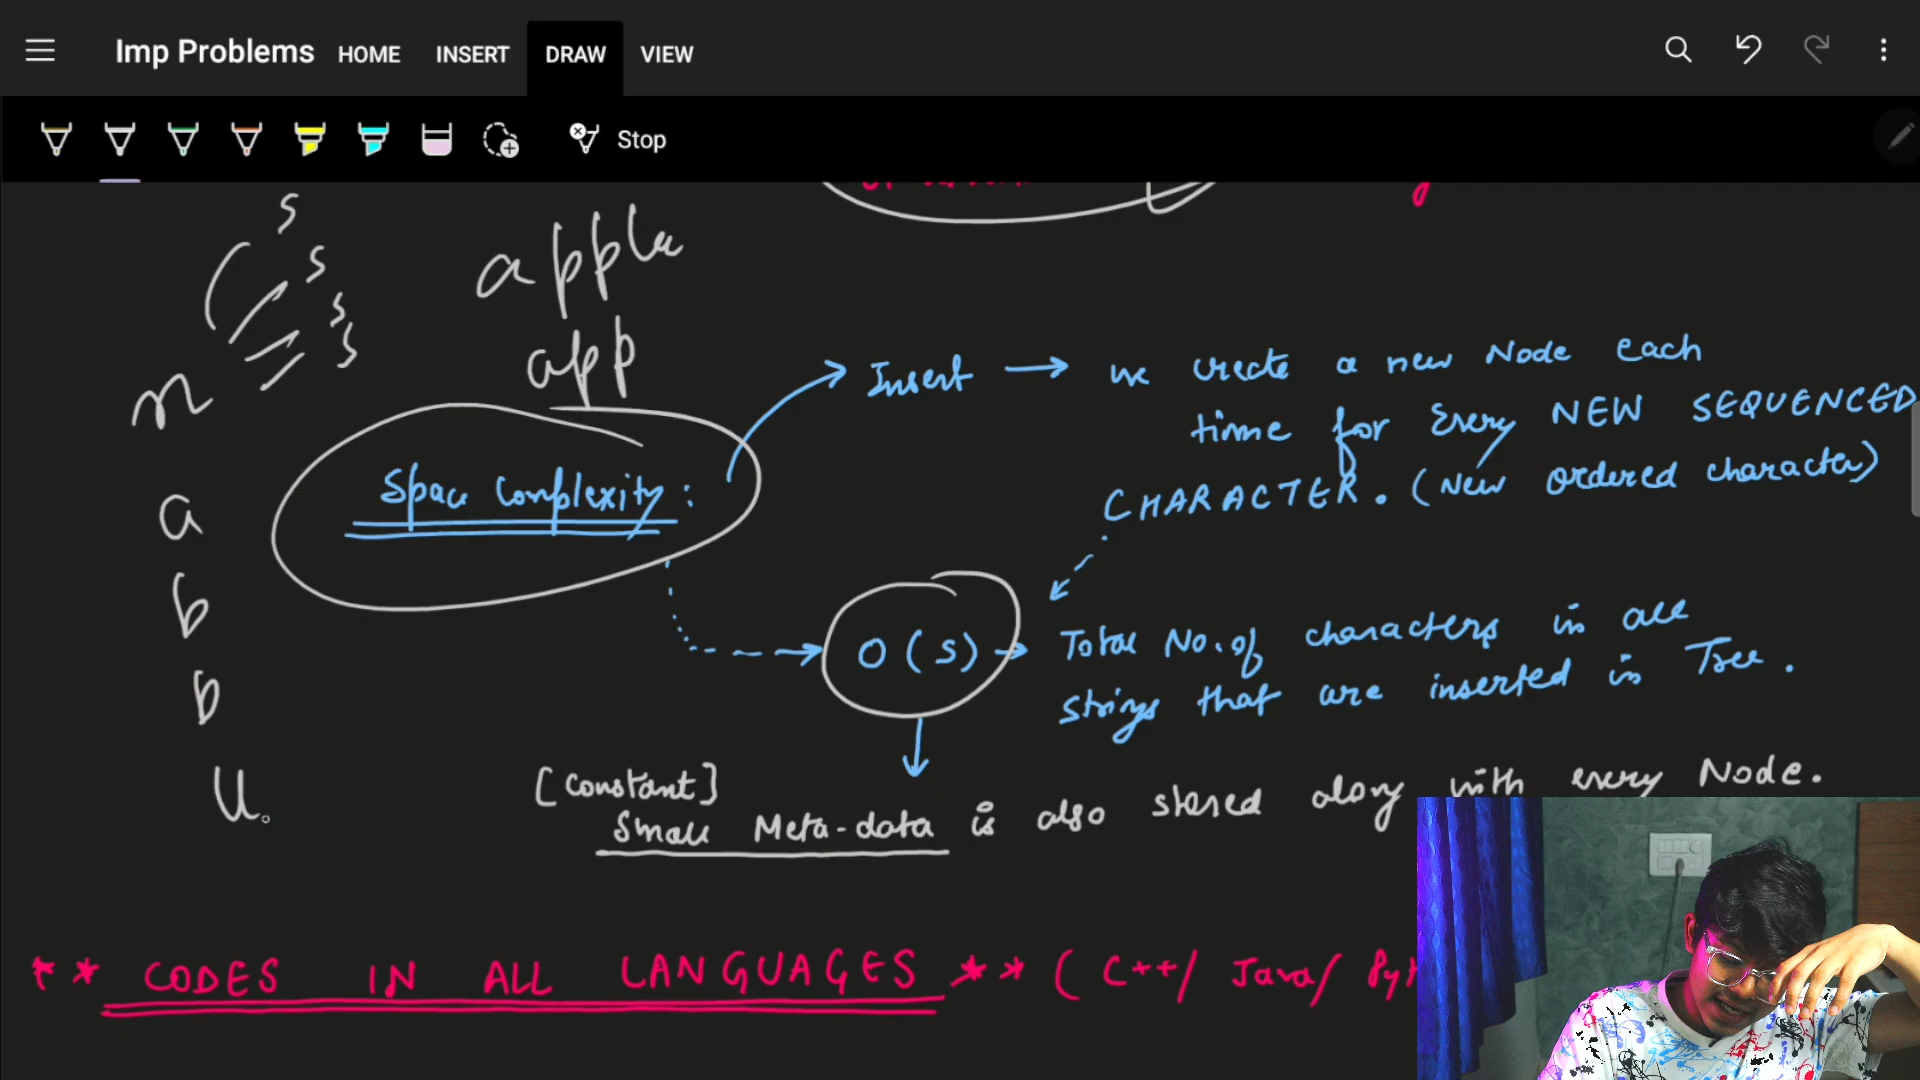 Imp Problems HOME INSERT DRAW VIEW
Stop
s
s
s
s
apple
app
n
a
b
b
u.
Space Complexity:
Insert → we create a new Node each
time for Every NEW SEQUENCED
CHARACTER. (New ordered character)
O(s) → Total No. of characters in all
strings that are inserted in Tree.
[Constant]
Small Meta-data is also stored along with every Node.
** CODES IN ALL LANGUAGES ** (C++/ Java/ Pyt